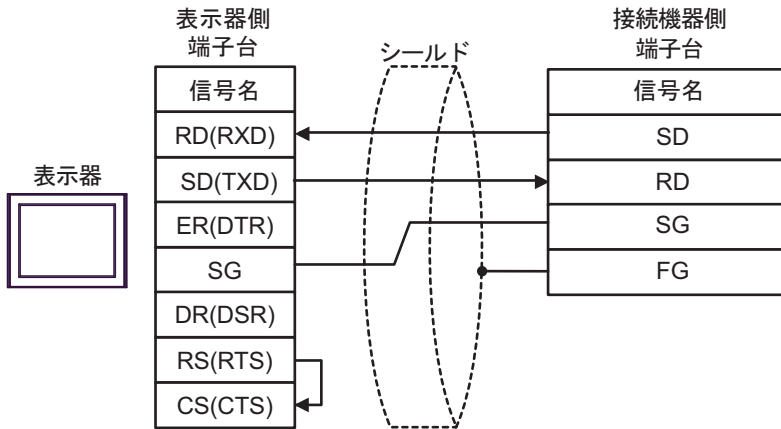 表示器側
端子台
信号名
RD(RXD)
SD(TXD)
ER(DTR)
SG
DR(DSR)
RS(RTS)
CS(CTS)
表示器
シールド
接続機器側
端子台
信号名
SD
RD
SG
FG